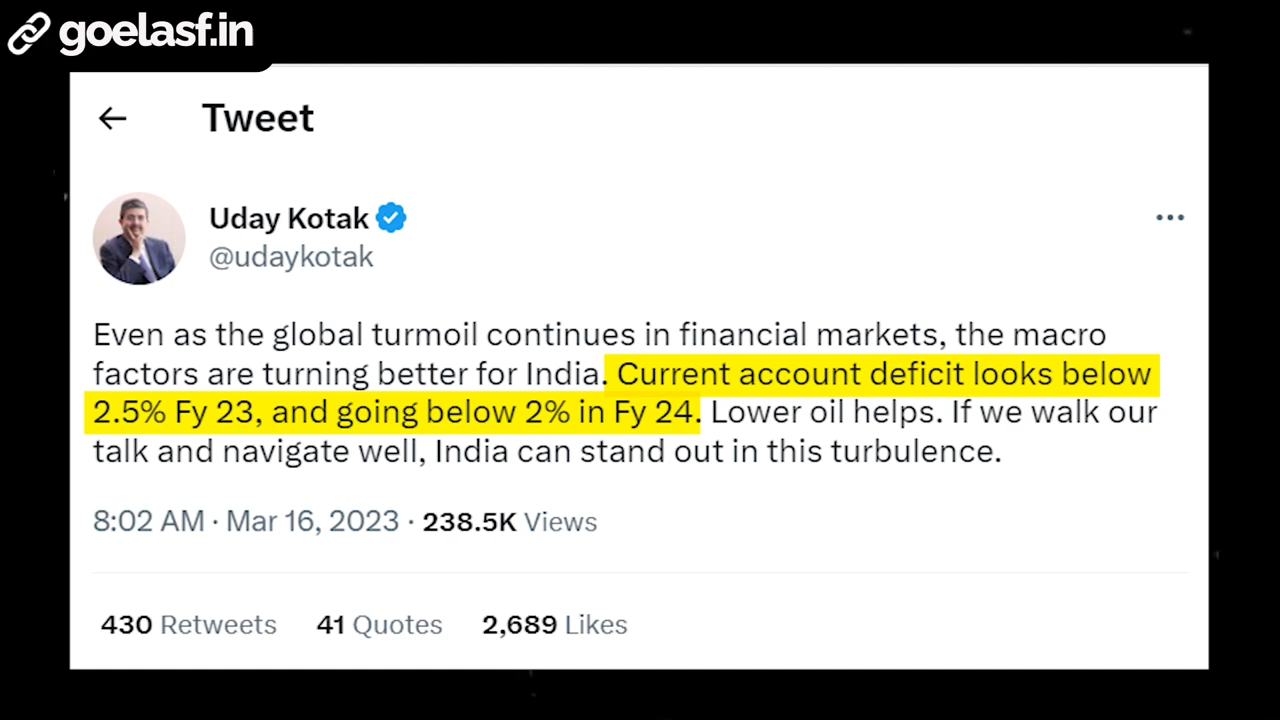 goelasf.in
Tweet
Uday Kotak
@udaykotak
Even as the global turmoil continues in financial markets, the macro
factors are turning better for India. Current account deficit looks below
2.5% Fy 23, and going below 2% in Fy 24. Lower oil helps. If we walk our
talk and navigate well, India can stand out in this turbulence.
8:02 AM · Mar 16, 2023 · 238.5K Views
430 Retweets 41 Quotes 2,689 Likes